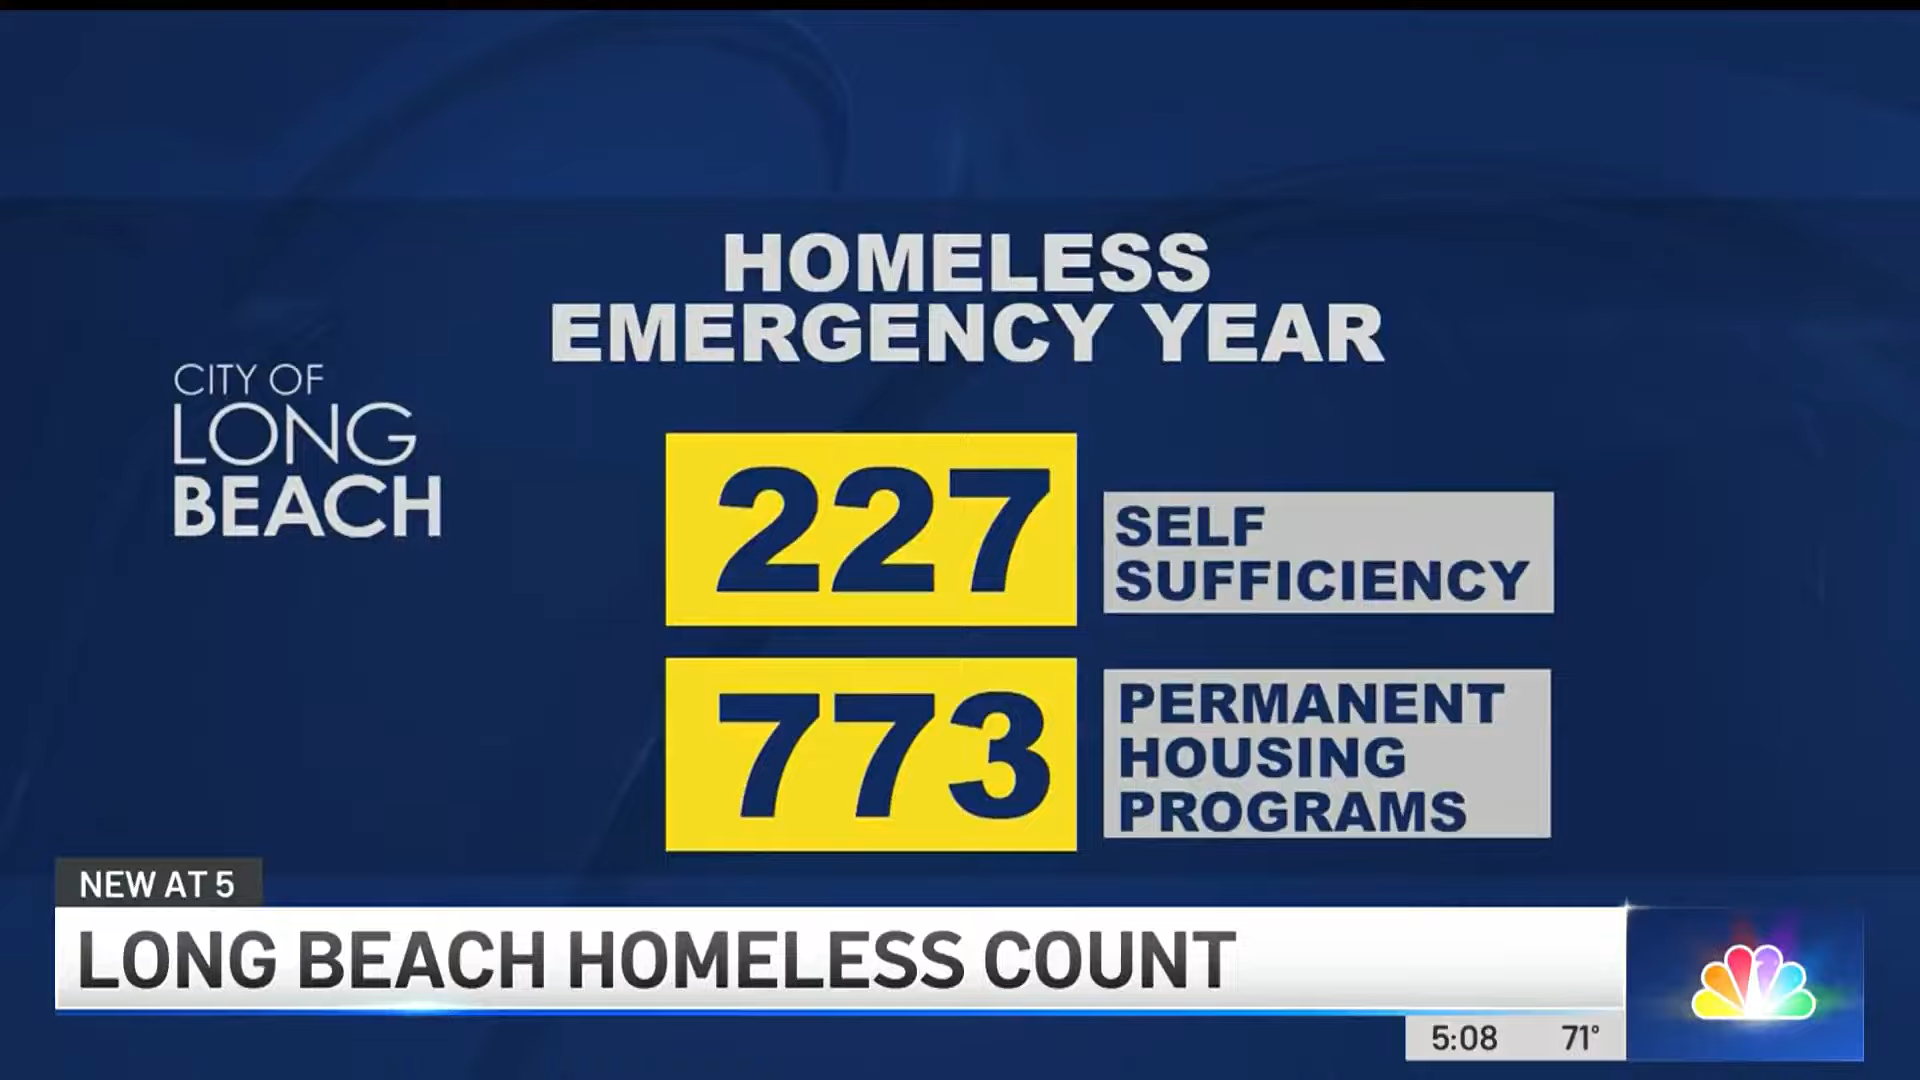 HOMELESS
EMERGENCY YEAR
CITY OF
LONG
BEACH
227
SELF
SUFFICIENCY
773
PERMANENT
HOUSING
PROGRAMS
NEW AT 5
LONG BEACH HOMELESS COUNT
5:08 71°